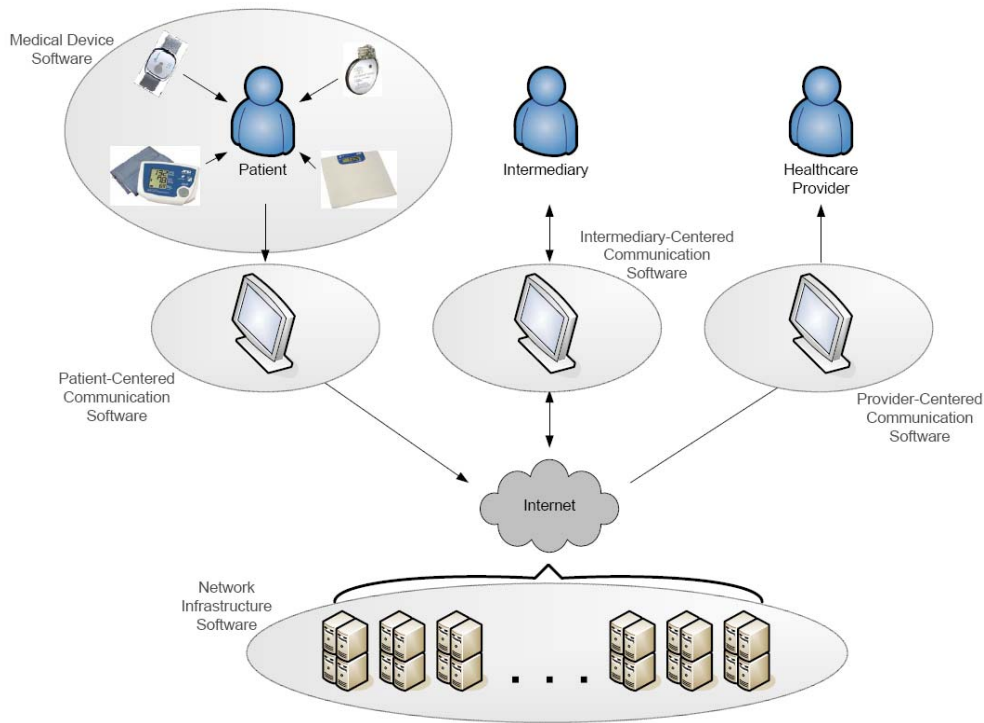 Medical Device
Software
Patient
Intermediary
Healthcare
Provider
Intermediary-Centered
Communication
Software
Patient-Centered
Communication
Software
Provider-Centered
Communication
Software
Internet
Network
Infrastructure
Software
. . .